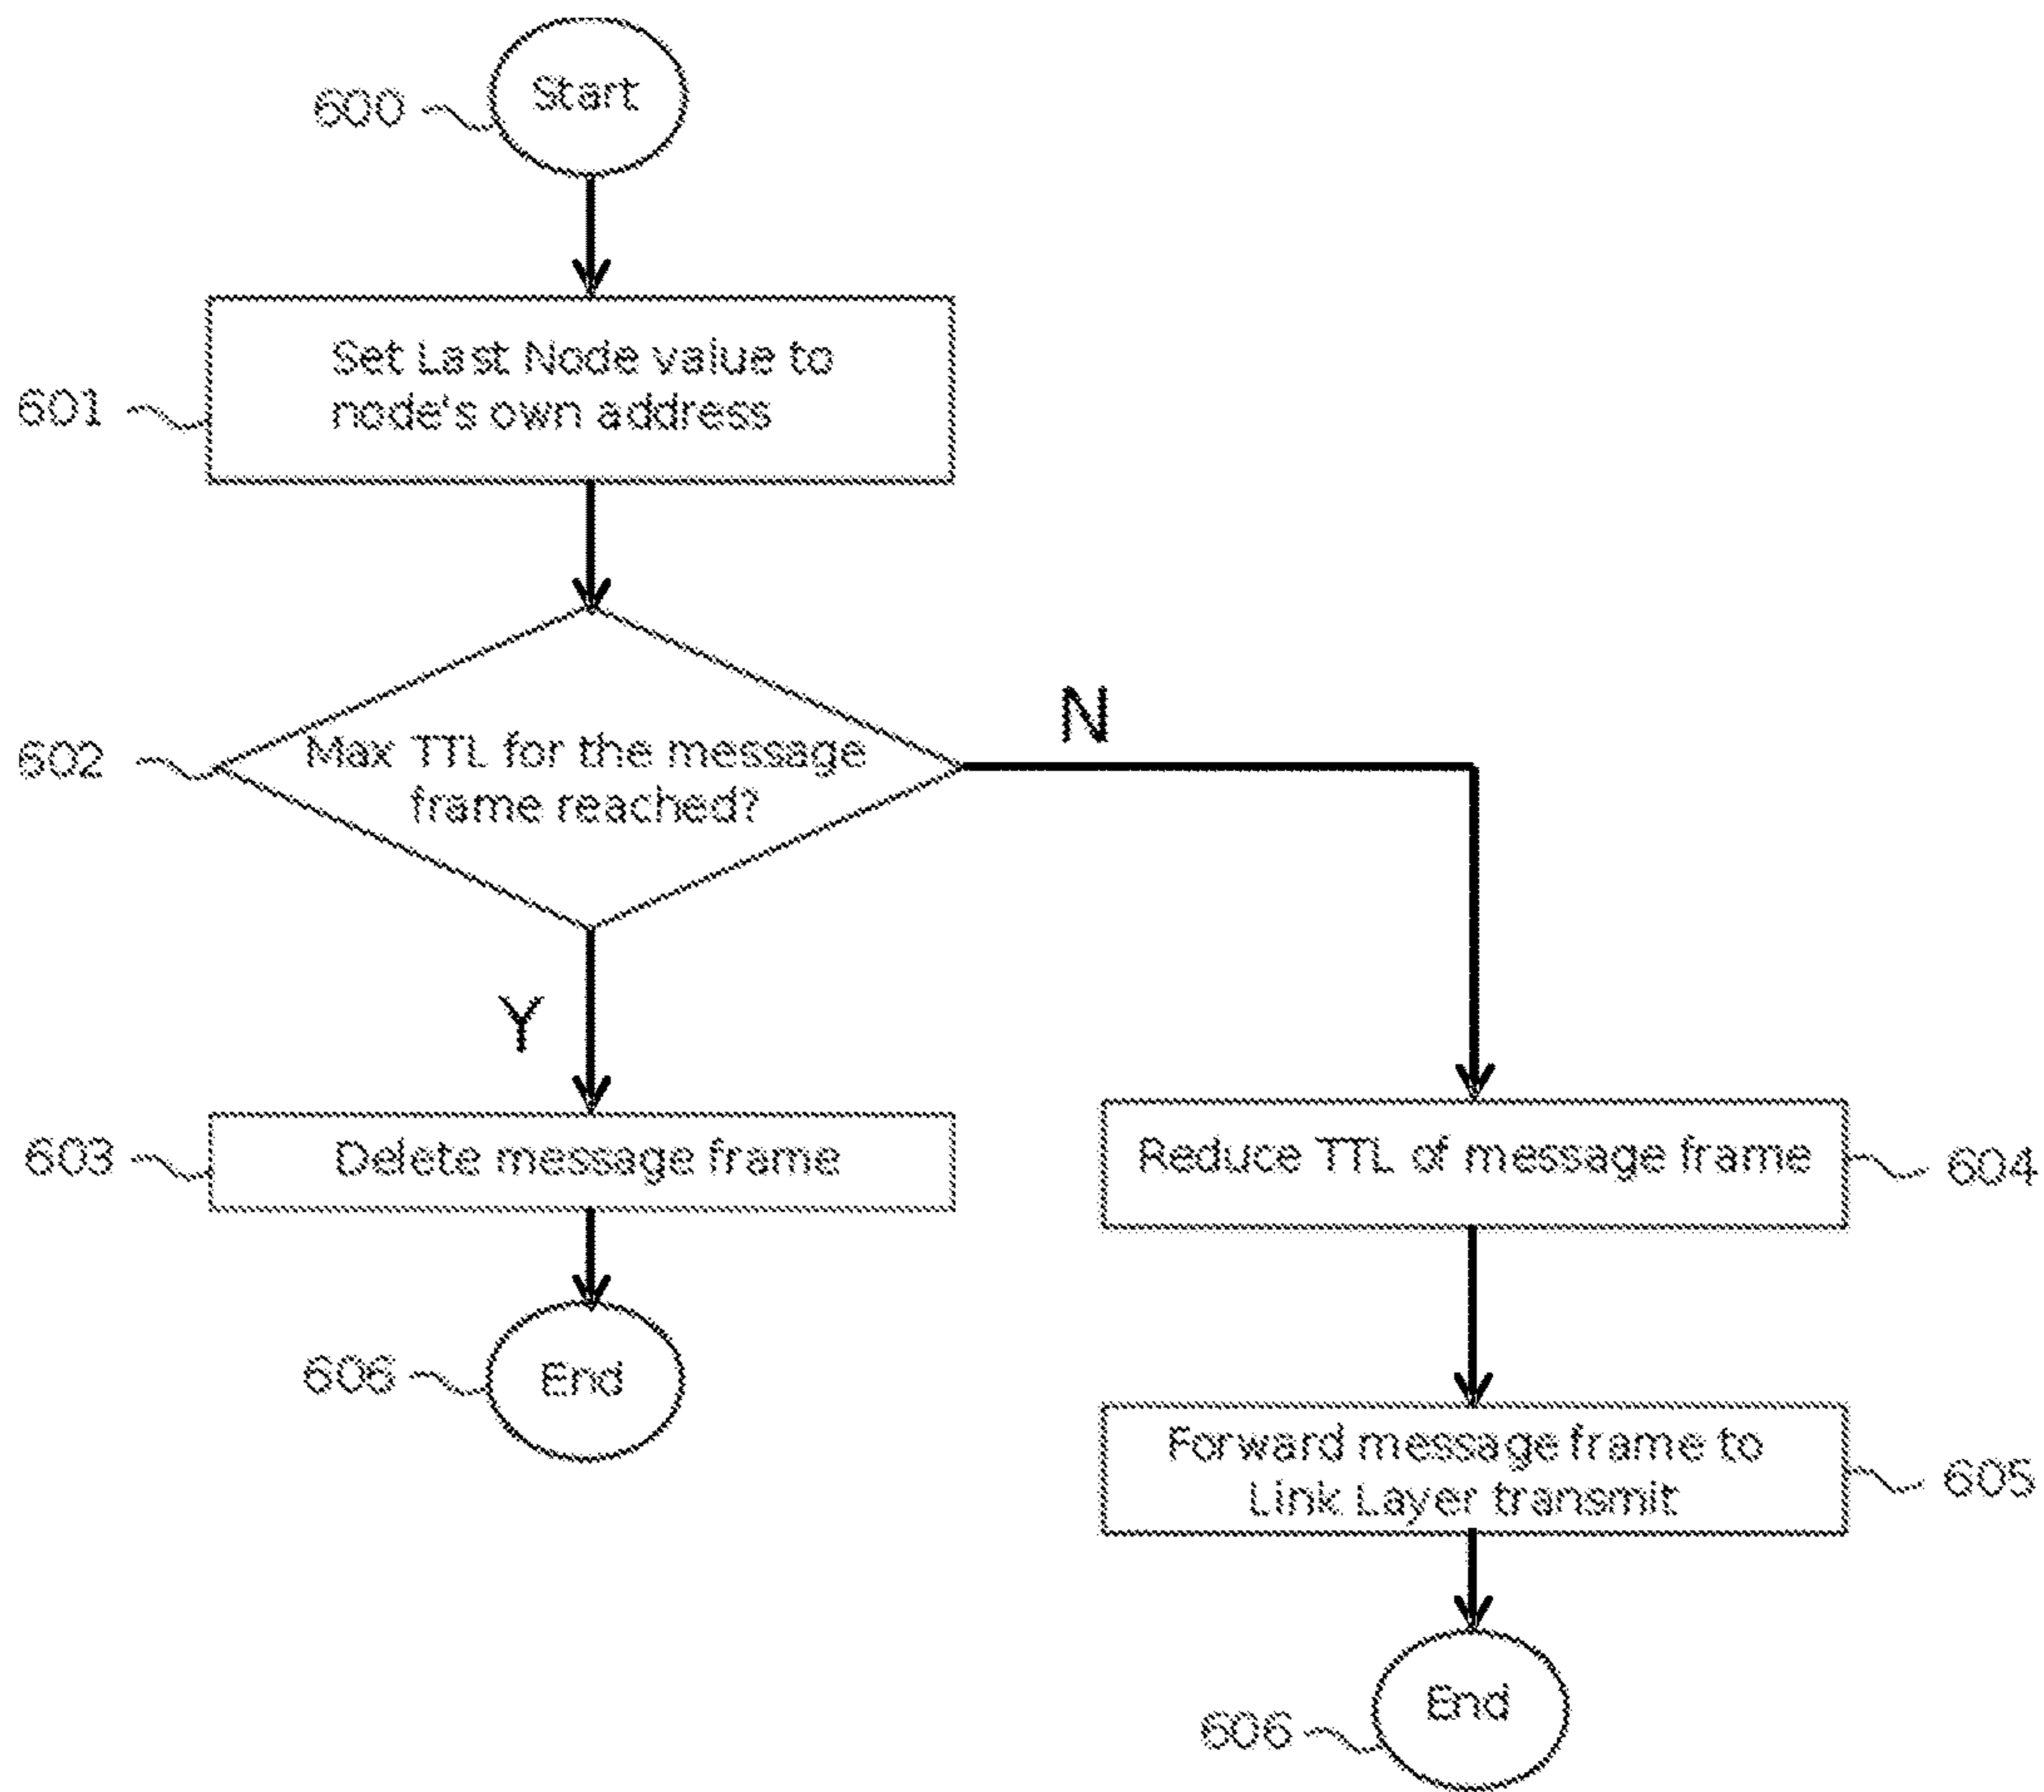 Start
600
Set Last Node value to
node's own address
601
N
Max TTL for the message
frame reached?
602
Y
Delete message frame
603
Reduce TTL of message frame
604
End
606
Forward message frame to
Link Layer transmit
605
End
606